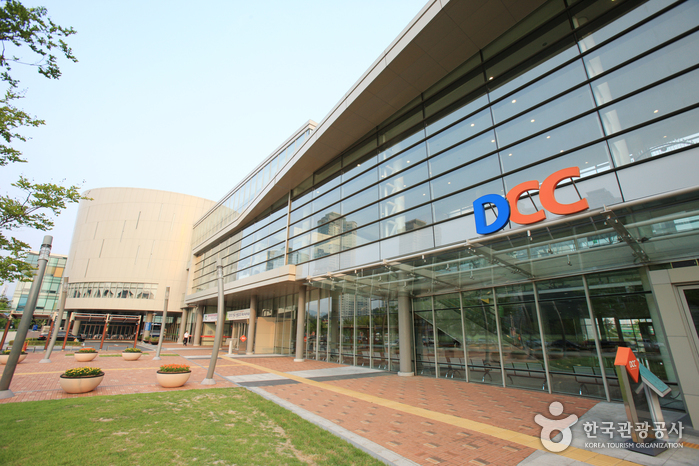 DCC
한국관광공사
KOREA TOURISM ORGANIZATION